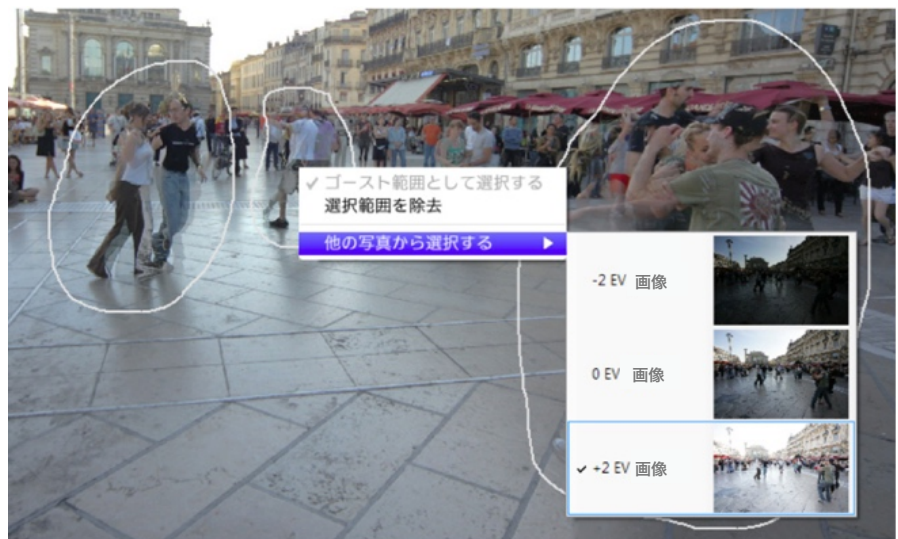 ✓ ゴースト範囲として選択する
選択範囲を除去
他の写真から選択する ▶
-2 EV 画像
0 EV 画像
✓ +2 EV 画像